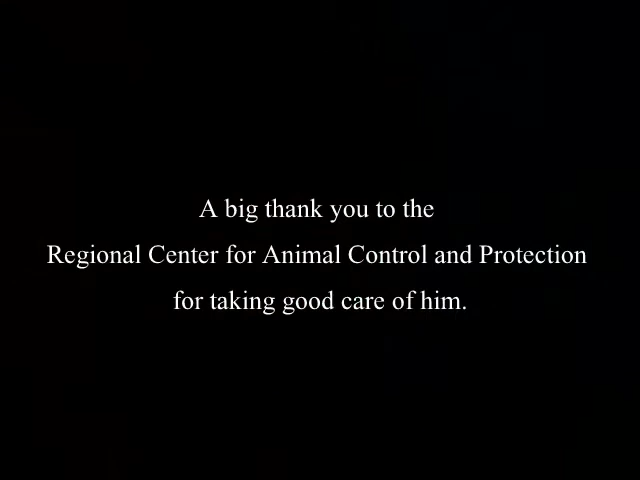 A big thank you to the
Regional Center for Animal Control and Protection
for taking good care of him.